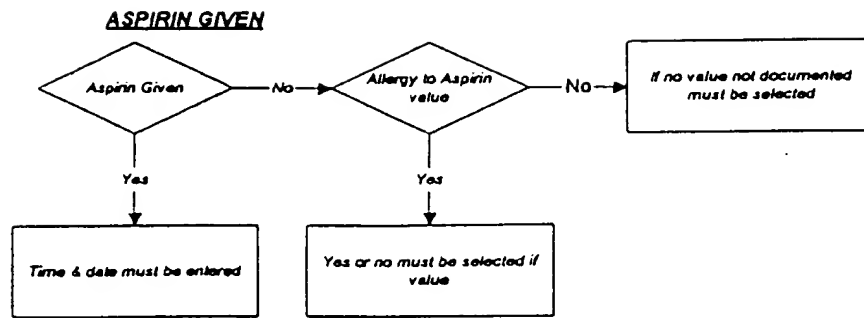 ASPIRIN GIVEN
Aspirin Given
No
Allergy to Aspirin
value
No
If no value not documented
must be selected
Yes
Yes
Time & date must be entered
Yes or no must be selected if
value